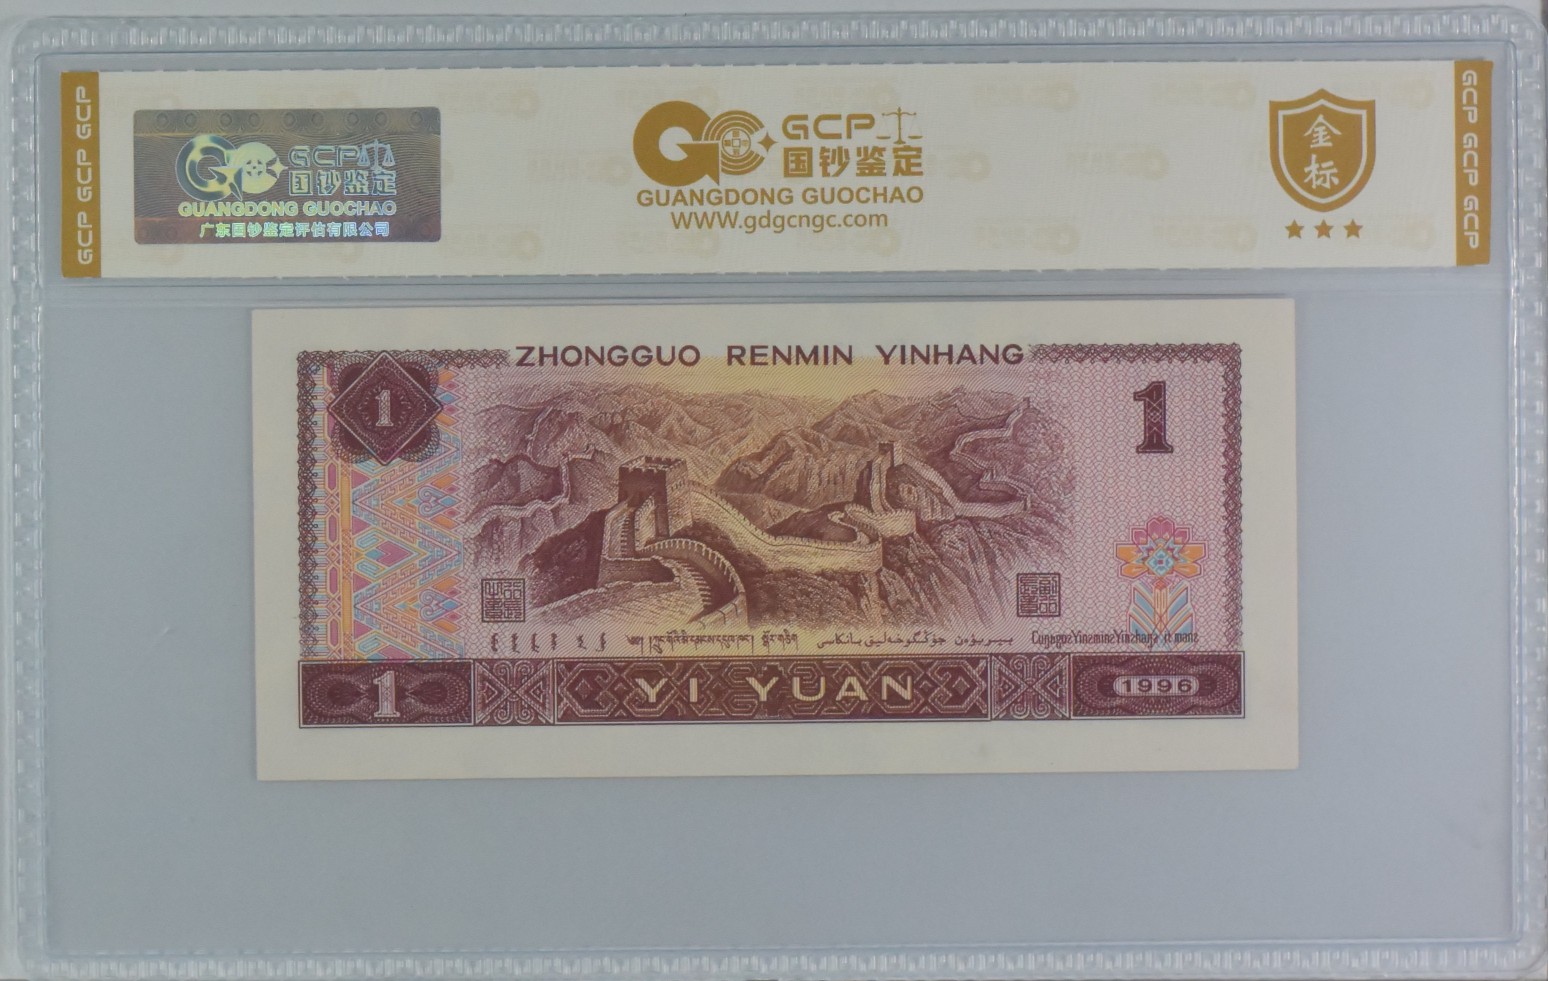 GCP GCP GCP
GCP 国钞鉴定
GUANGDONG GUOCHAO
广东国钞鉴定评估有限公司
GCP
国钞鉴定
GUANGDONG GUOCHAO
WWW.gdgcngc.com
金标
GCP GCP GCP
ZHONGGUO RENMIN YINHANG
1
1
1
YI YUAN
1996